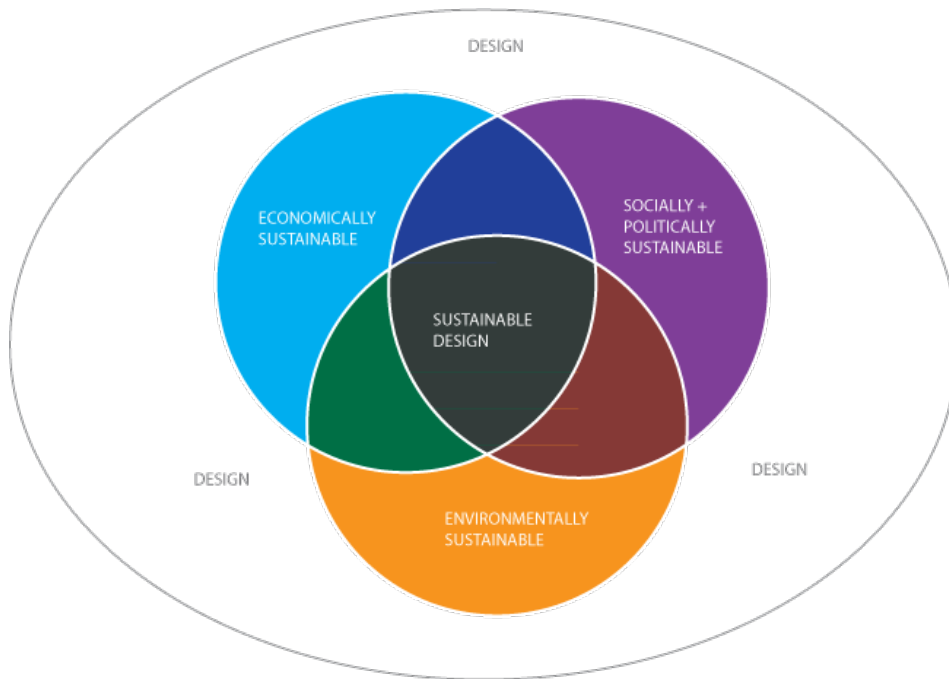 DESIGN
ECONOMICALLY
SUSTAINABLE
SOCIALLY +
POLITICALLY
SUSTAINABLE
SUSTAINABLE
DESIGN
DESIGN
DESIGN
ENVIRONMENTALLY
SUSTAINABLE